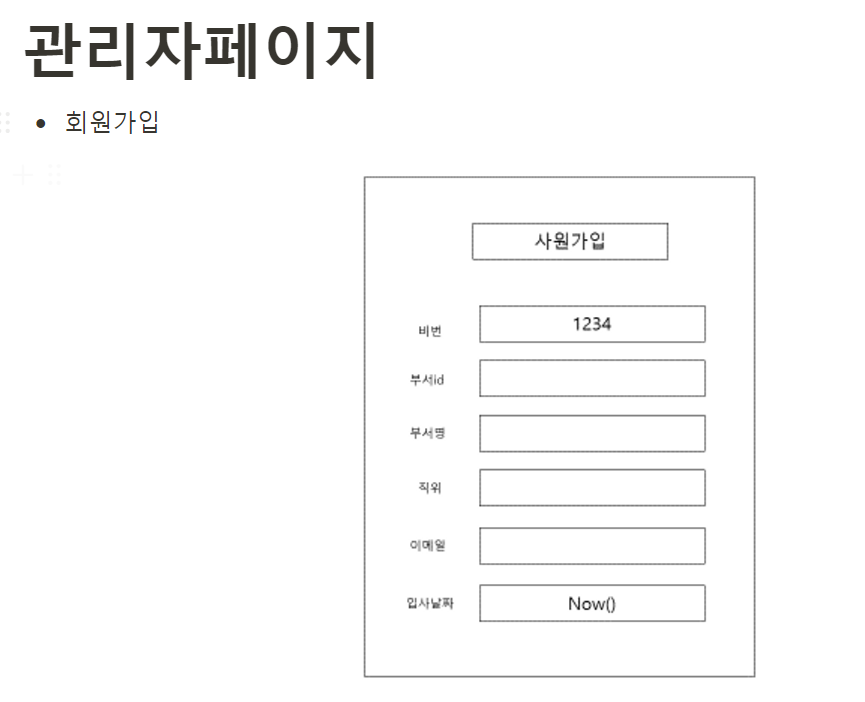 관리자페이지
• 회원가입
사원가입
비번 1234
부서id
부서명
직위
이메일
입사날짜 Now()